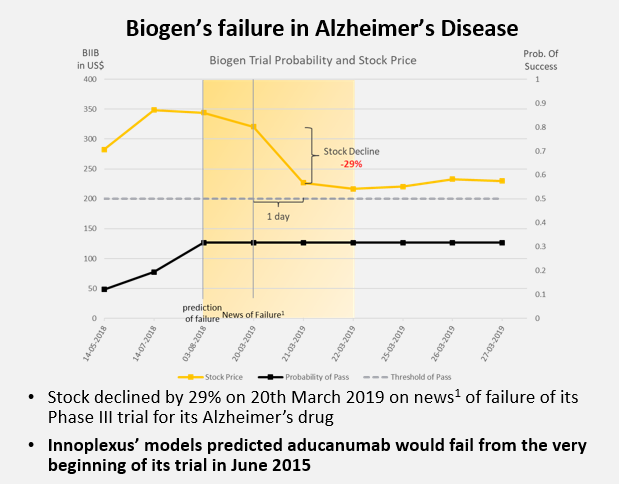 Biogen's failure in Alzheimer's Disease
BIIB
in US$
Biogen Trial Probability and Stock Price
Prob. Of
Success
400
350
300
250
200
150
100
50
0
1
0.9
0.8
0.7
0.6
0.5
0.4
0.3
0.2
0.1
0
Stock Decline
-29%
1 day
prediction
of failure
News of Failure¹
14-05-2018
14-07-2018
03-08-2018
20-03-2019
21-03-2019
22-03-2019
25-03-2019
26-03-2019
27-03-2019
Stock Price
Probability of Pass
Threshold of Pass
• Stock declined by 29% on 20th March 2019 on news¹ of failure of its
Phase III trial for its Alzheimer's drug
• Innoplexus' models predicted aducanumab would fail from the very
beginning of its trial in June 2015